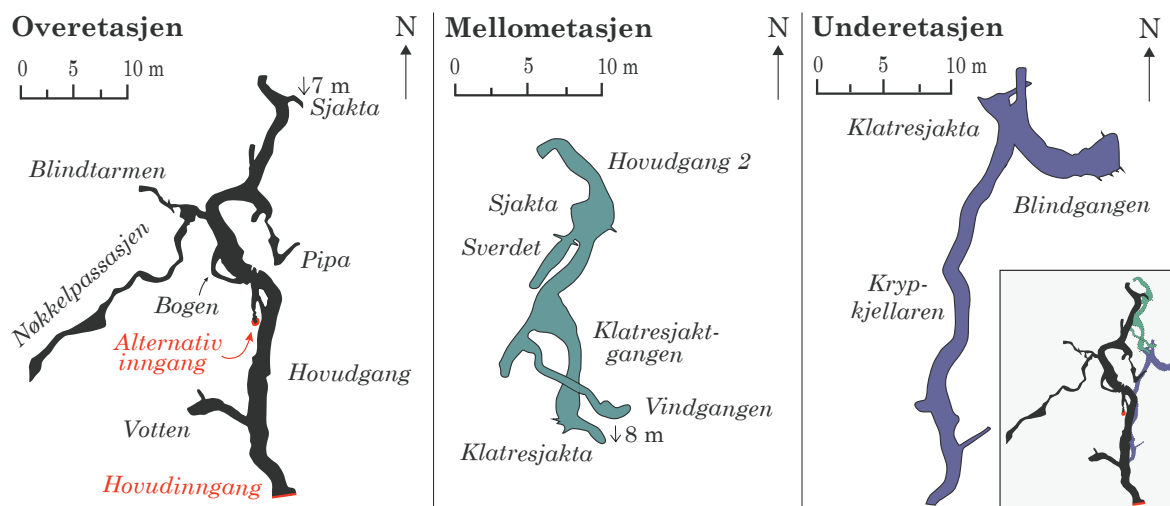 Overetasjen
N
0 5 10 m
↓7 m
Sjakta
Blindtarmen
Nøkkelpassasjen
Pipa
Bogen
Alternativ
inngang
Hovudgang
Votten
Hovudinngang
Mellometasjen
N
0 5 10 m
Hovudgang 2
Sjakta
Sverdet
Klatresjakt-
gangen
Vindgangen
↓8 m
Klatresjakta
Underetasjen
N
0 5 10 m
Klatresjakta
Blindgangen
Kryp-
kjellaren